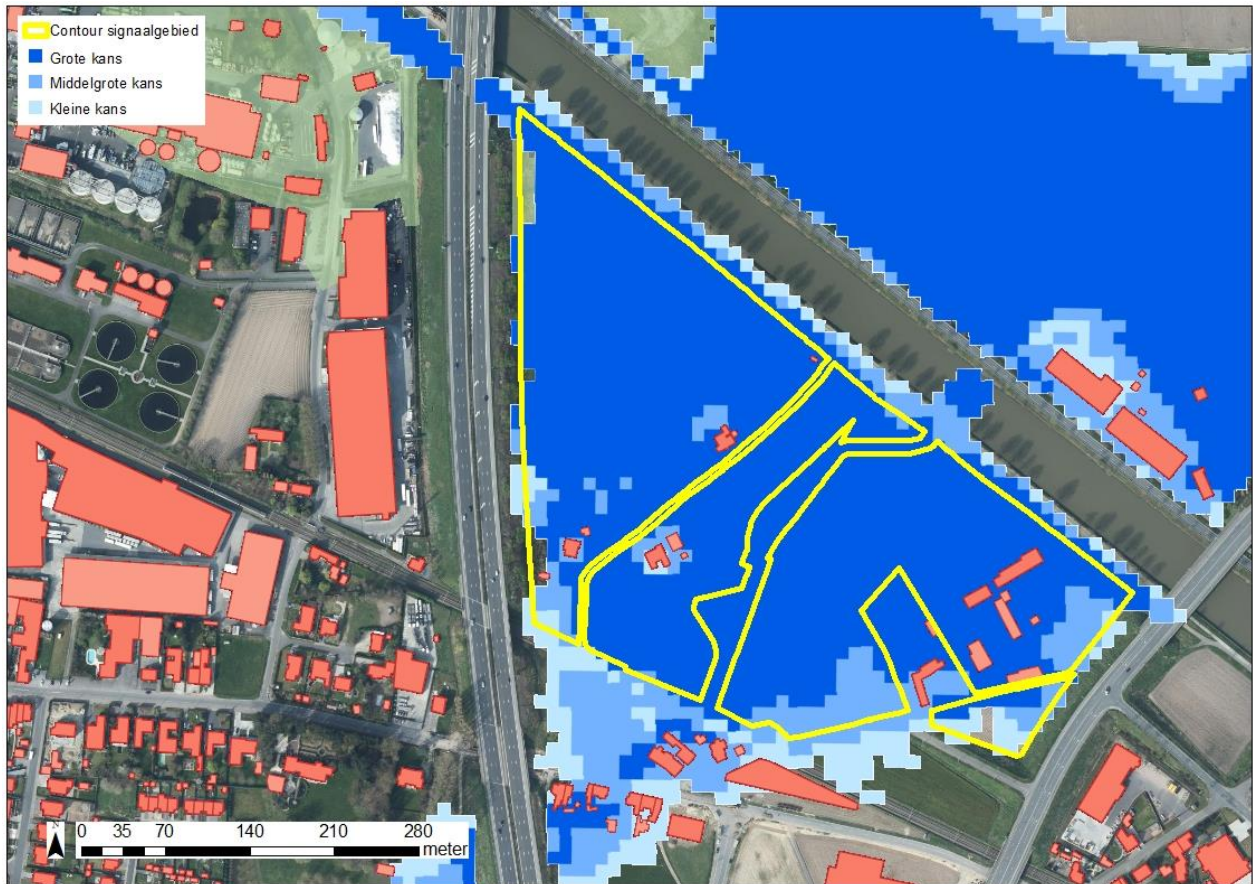 Contour signaalgebied
Grote kans
Middelgrote kans
Kleine kans
0 35 70 140 210 280
meter